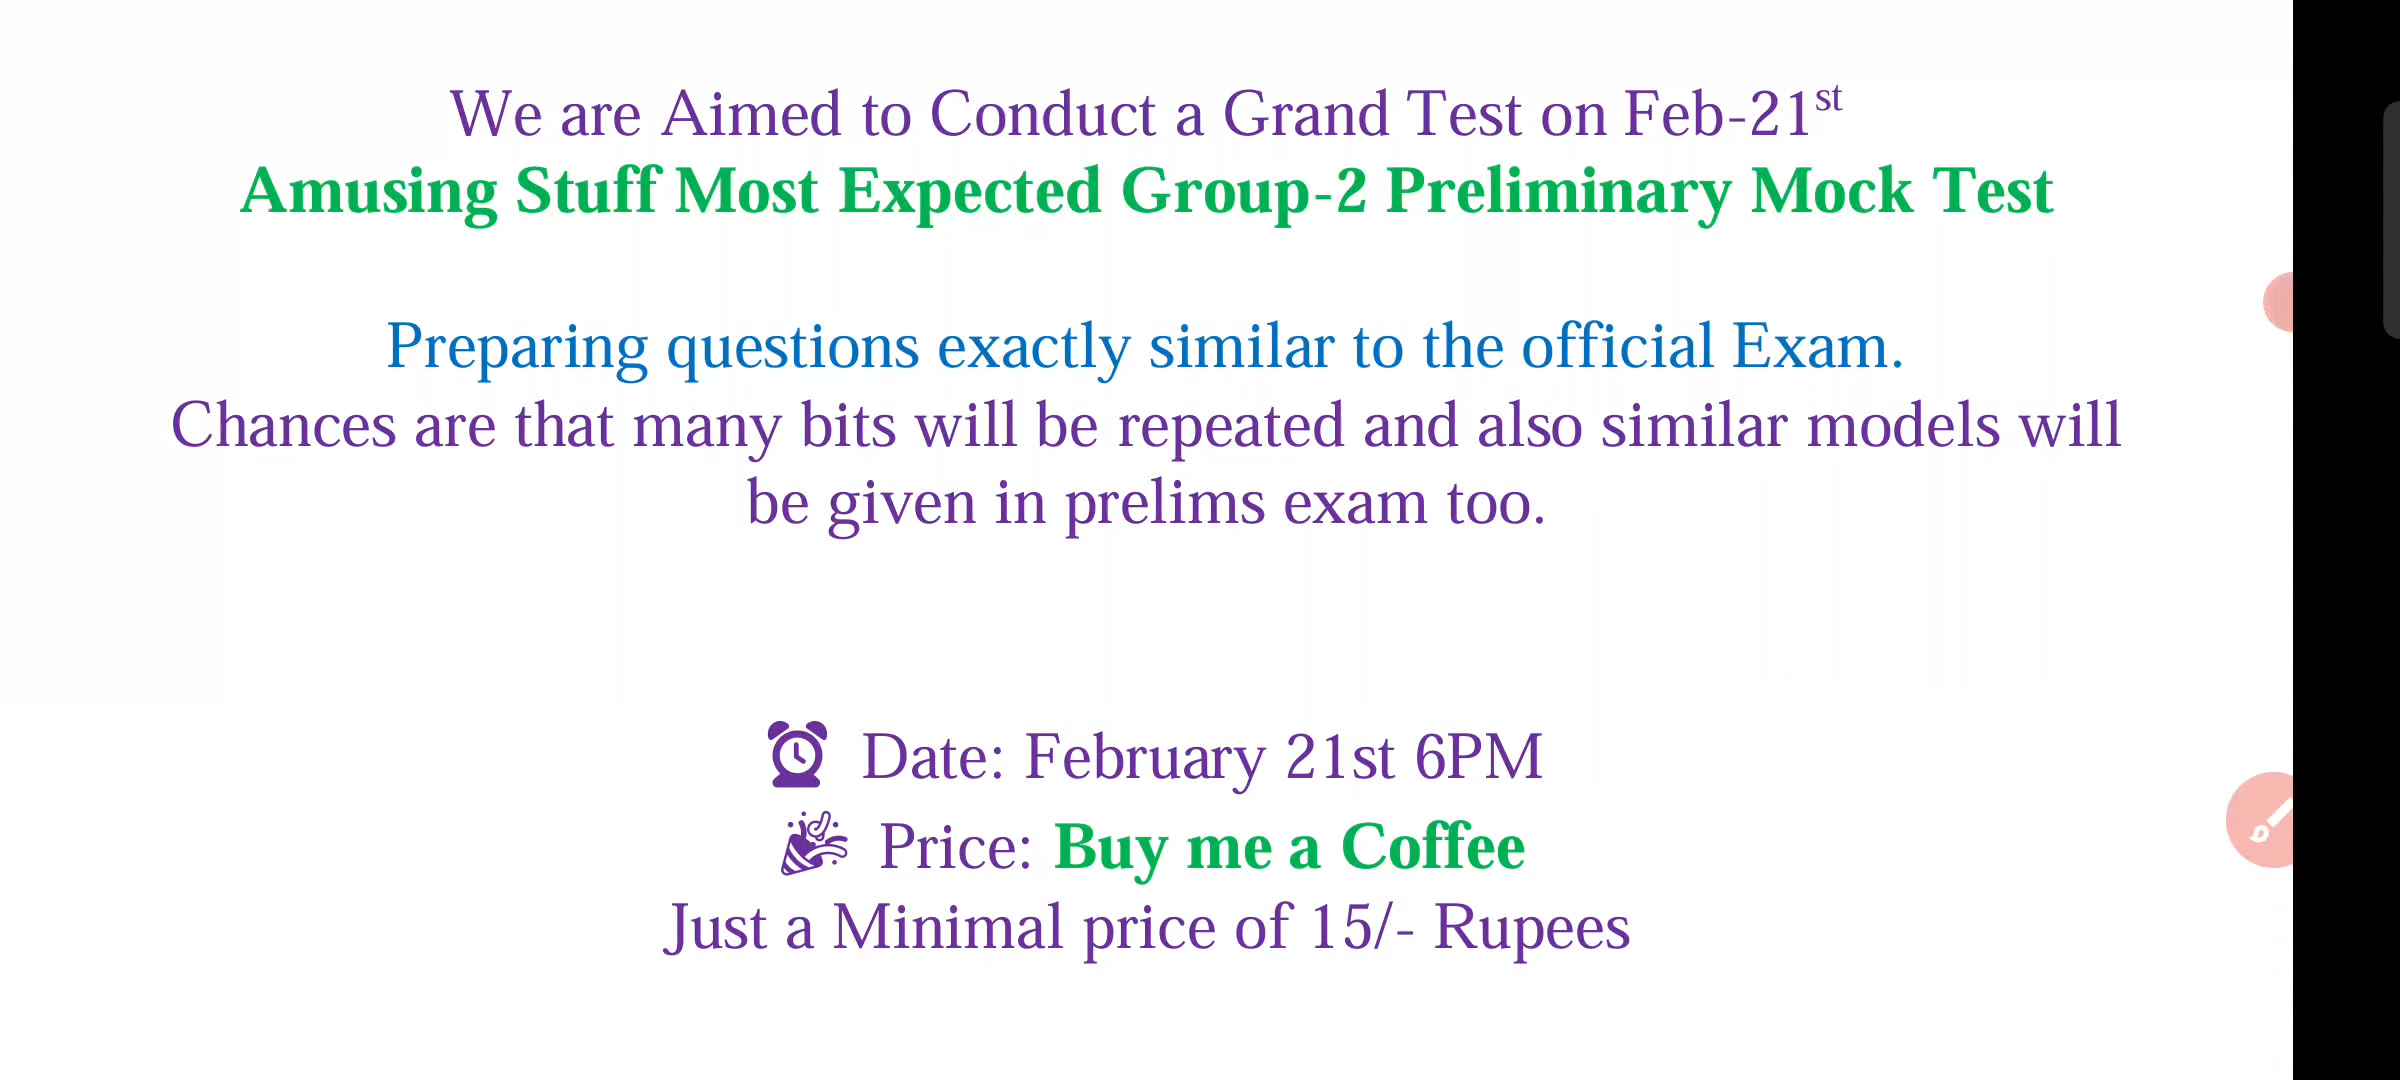 We are Aimed to Conduct a Grand Test on Feb-21st
Amusing Stuff Most Expected Group-2 Preliminary Mock Test
Preparing questions exactly similar to the official Exam.
Chances are that many bits will be repeated and also similar models will
be given in prelims exam too.
Date: February 21st 6PM
Price: Buy me a Coffee
Just a Minimal price of 15/- Rupees